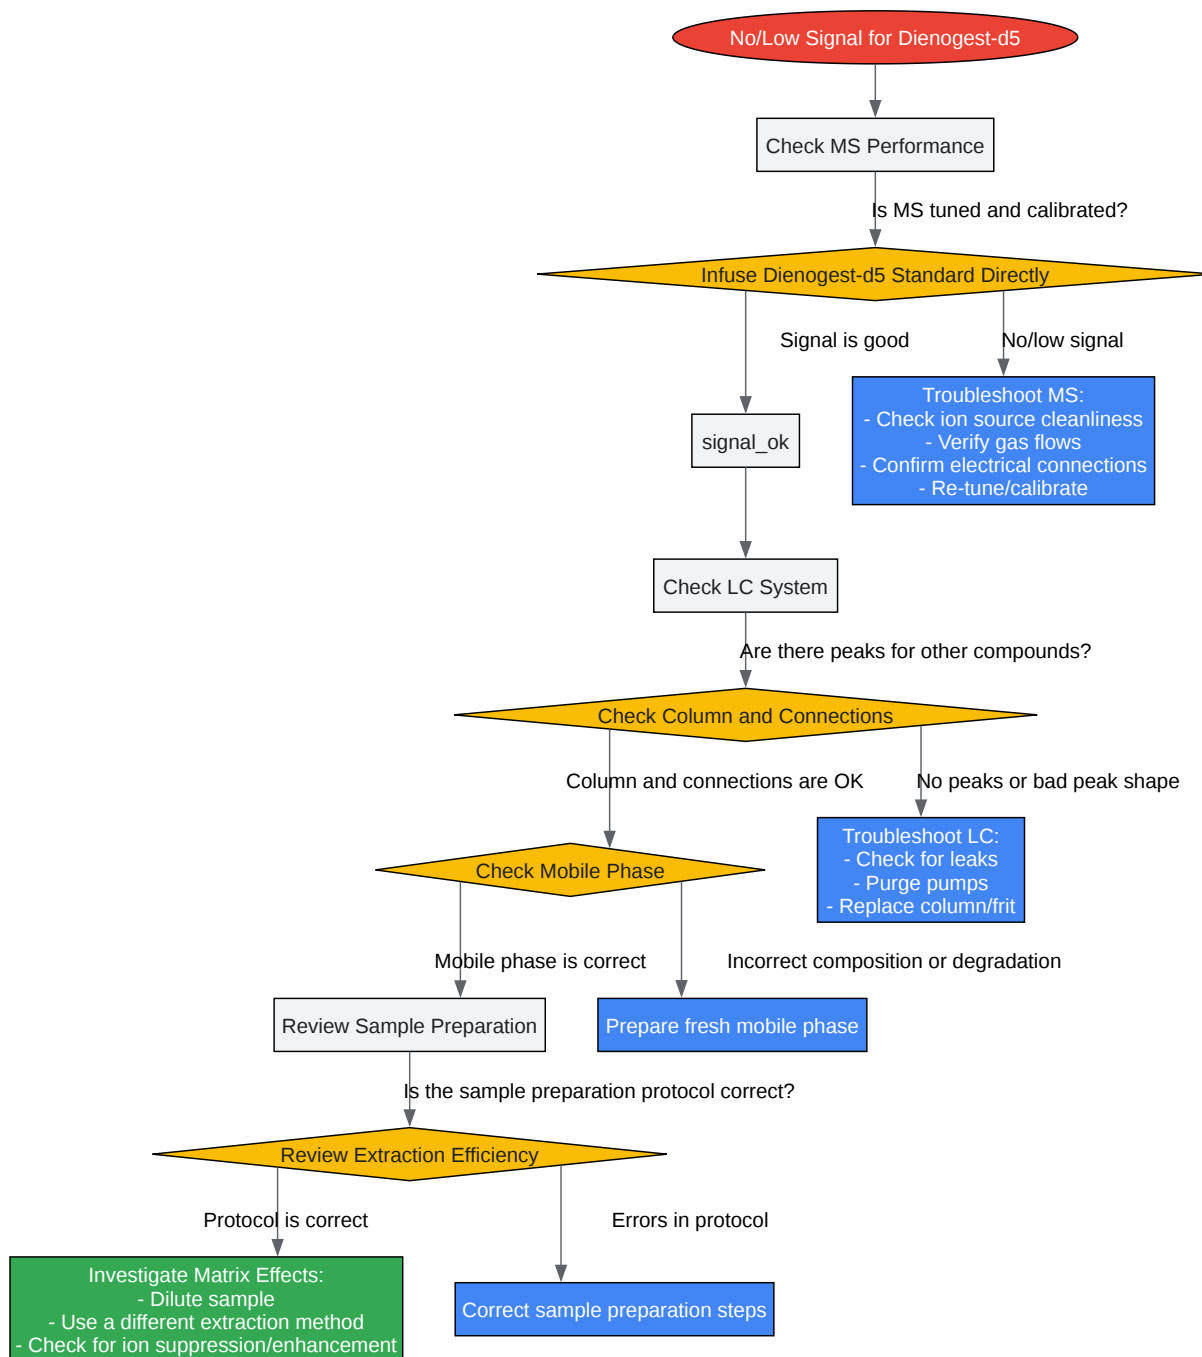 No/Low Signal for Dienogest-d5
Check MS Performance
Is MS tuned and calibrated?
Infuse Dienogest-d5 Standard Directly
Signal is good
No/low signal
Troubleshoot MS:
- Check ion source cleanliness
- Verify gas flows
- Confirm electrical connections
- Re-tune/calibrate
signal_ok
Check LC System
Are there peaks for other compounds?
Check Column and Connections
Column and connections are OK
No peaks or bad peak shape
Troubleshoot LC:
- Check for leaks
- Purge pumps
- Replace column/frit
Check Mobile Phase
Mobile phase is correct
Incorrect composition or degradation
Review Sample Preparation
Prepare fresh mobile phase
Is the sample preparation protocol correct?
Review Extraction Efficiency
Protocol is correct
Errors in protocol
Investigate Matrix Effects:
- Dilute sample
- Use a different extraction method
- Check for ion suppression/enhancement
Correct sample preparation steps